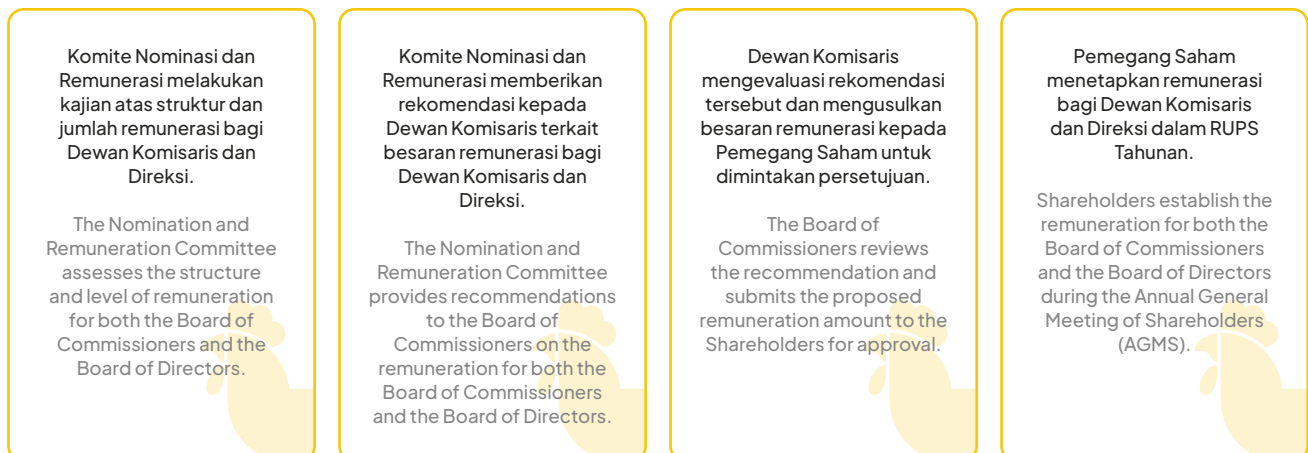 Komite Nominasi dan
Remunerasi melakukan
kajian atas struktur dan
jumlah remunerasi bagi
Dewan Komisaris dan
Direksi.
The Nomination and
Remuneration Committee
assesses the structure
and level of remuneration
for both the Board of
Commissioners and the
Board of Directors.
Komite Nominasi dan
Remunerasi memberikan
rekomendasi kepada
Dewan Komisaris terkait
besaran remunerasi bagi
Dewan Komisaris dan
Direksi.
The Nomination and
Remuneration Committee
provides recommendations
to the Board of
Commissioners on the
remuneration for both the
Board of Commissioners
and the Board of Directors.
Dewan Komisaris
mengevaluasi rekomendasi
tersebut dan mengusulkan
besaran remunerasi kepada
Pemegang Saham untuk
dimintakan persetujuan.
The Board of
Commissioners reviews
the recommendation and
submits the proposed
remuneration amount to the
Shareholders for approval.
Pemegang Saham
menetapkan remunerasi
bagi Dewan Komisaris
dan Direksi dalam RUPS
Tahunan.
Shareholders establish the
remuneration for both the
Board of Commissioners
and the Board of Directors
during the Annual General
Meeting of Shareholders
(AGMS).